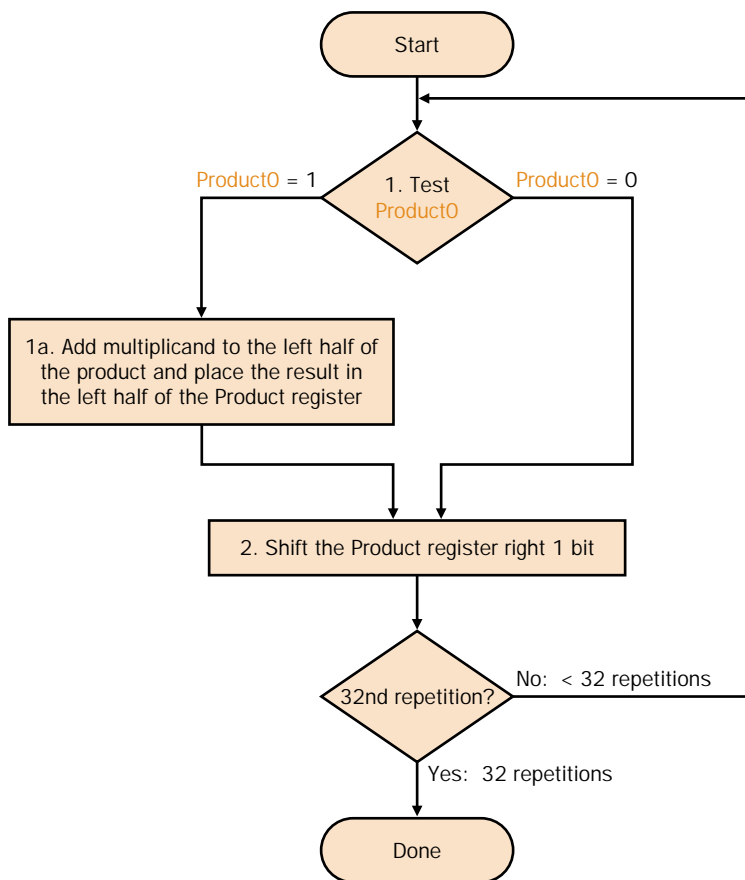 Start
Product0 = 1
1. Test
Product0
Product0 = 0
1a. Add multiplicand to the left half of
the product and place the result in
the left half of the Product register
2. Shift the Product register right 1 bit
32nd repetition?
No: < 32 repetitions
Yes: 32 repetitions
Done